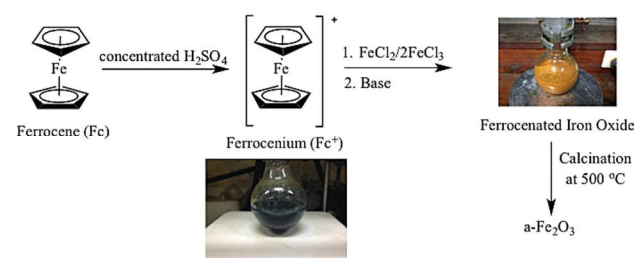 Fe
Ferrocene (Fc)
concentrated H₂SO₄
Fe
+
Ferrocenium (Fc⁺)
1. FeCl₂/2FeCl₃
2. Base
Ferrocenated Iron Oxide
Calcination
at 500 ⁰C
a-Fe₂O₃